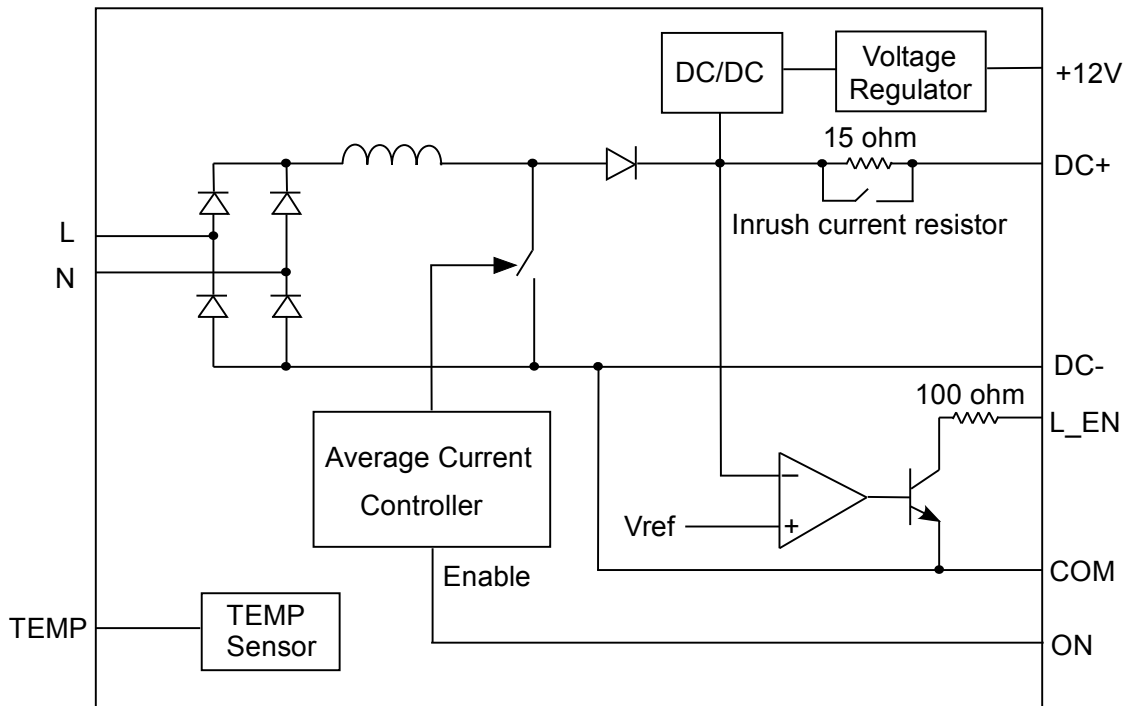 DC/DC
Voltage
Regulator
+12V
15 ohm
DC+
Inrush current resistor
L
N
DC-
100 ohm
L_EN
Average Current
Controller
Vref
−
+
Enable
COM
TEMP
TEMP
Sensor
ON